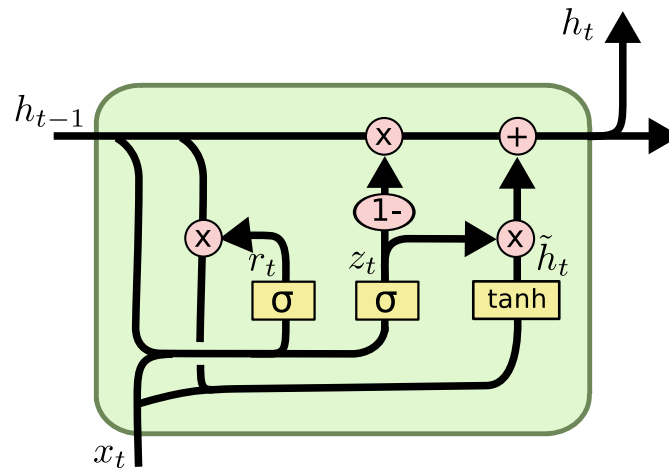 h_t
h_{t-1}
x +
1-
x r_t z_t x h̃_t
σ σ tanh
x_t